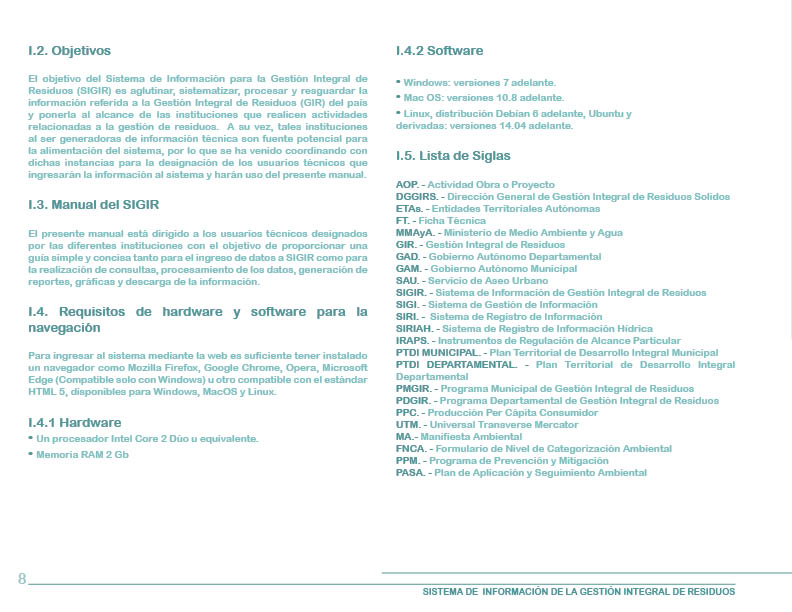 I.2. Objetivos
El objetivo del Sistema de Información para la Gestión Integral de
Residuos (SIGIR) es aglutinar, sistematizar, procesar y resguardar la
información referida a la Gestión Integral de Residuos (GIR) del país
y ponerla al alcance de las instituciones que realicen actividades
relacionadas a la gestión de residuos. A su vez, tales instituciones
al ser generadoras de información técnica son fuente potencial para
la alimentación del sistema, por lo que se ha venido coordinando con
dichas instancias para la designación de los usuarios técnicos que
ingresarán la información al sistema y harán uso del presente manual.
I.3. Manual del SIGIR
El presente manual está dirigido a los usuarios técnicos designados
por las diferentes instituciones con el objetivo de proporcionar una
guía simple y concisa tanto para el ingreso de datos a SIGIR como para
la realización de consultas, procesamiento de los datos, generación de
reportes, gráficas y descarga de la información.
I.4. Requisitos de hardware y software para la
navegación
Para ingresar al sistema mediante la web es suficiente tener instalado
un navegador como Mozilla Firefox, Google Chrome, Opera, Microsoft
Edge (Compatible solo con Windows) u otro compatible con el estándar
HTML 5, disponibles para Windows, MacOS y Linux.
I.4.1 Hardware
• Un procesador Intel Core 2 Dúo u equivalente.
• Memoria RAM 2 Gb
I.4.2 Software
• Windows: versiones 7 adelante.
• Mac OS: versiones 10.8 adelante.
• Linux, distribución Debian 6 adelante, Ubuntu y
derivadas: versiones 14.04 adelante.
I.5. Lista de Siglas
AOP. - Actividad Obra o Proyecto
DGGIRS. - Dirección General de Gestión Integral de Residuos Solidos
ETAs. - Entidades Territoriales Autónomas
FT. - Ficha Técnica
MMAyA. - Ministerio de Medio Ambiente y Agua
GIR. - Gestión Integral de Residuos
GAD. - Gobierno Autónomo Departamental
GAM. - Gobierno Autónomo Municipal
SAU. - Servicio de Aseo Urbano
SIGIR. - Sistema de Información de Gestión Integral de Residuos
SIGI. - Sistema de Gestión de Información
SIRI. - Sistema de Registro de Información
SIRIAH. - Sistema de Registro de Información Hídrica
IRAPS. - Instrumentos de Regulación de Alcance Particular
PTDI MUNICIPAL. - Plan Territorial de Desarrollo Integral Municipal
PTDI DEPARTAMENTAL. - Plan Territorial de Desarrollo Integral
Departamental
PMGIR. - Programa Municipal de Gestión Integral de Residuos
PDGIR. - Programa Departamental de Gestión Integral de Residuos
PPC. - Producción Per Cápita Consumidor
UTM. - Universal Transverse Mercator
MA.- Manifiesta Ambiental
FNCA. - Formulario de Nivel de Categorización Ambiental
PPM. - Programa de Prevención y Mitigación
PASA. - Plan de Aplicación y Seguimiento Ambiental
8
SISTEMA DE INFORMACIÓN DE LA GESTIÓN INTEGRAL DE RESIDUOS